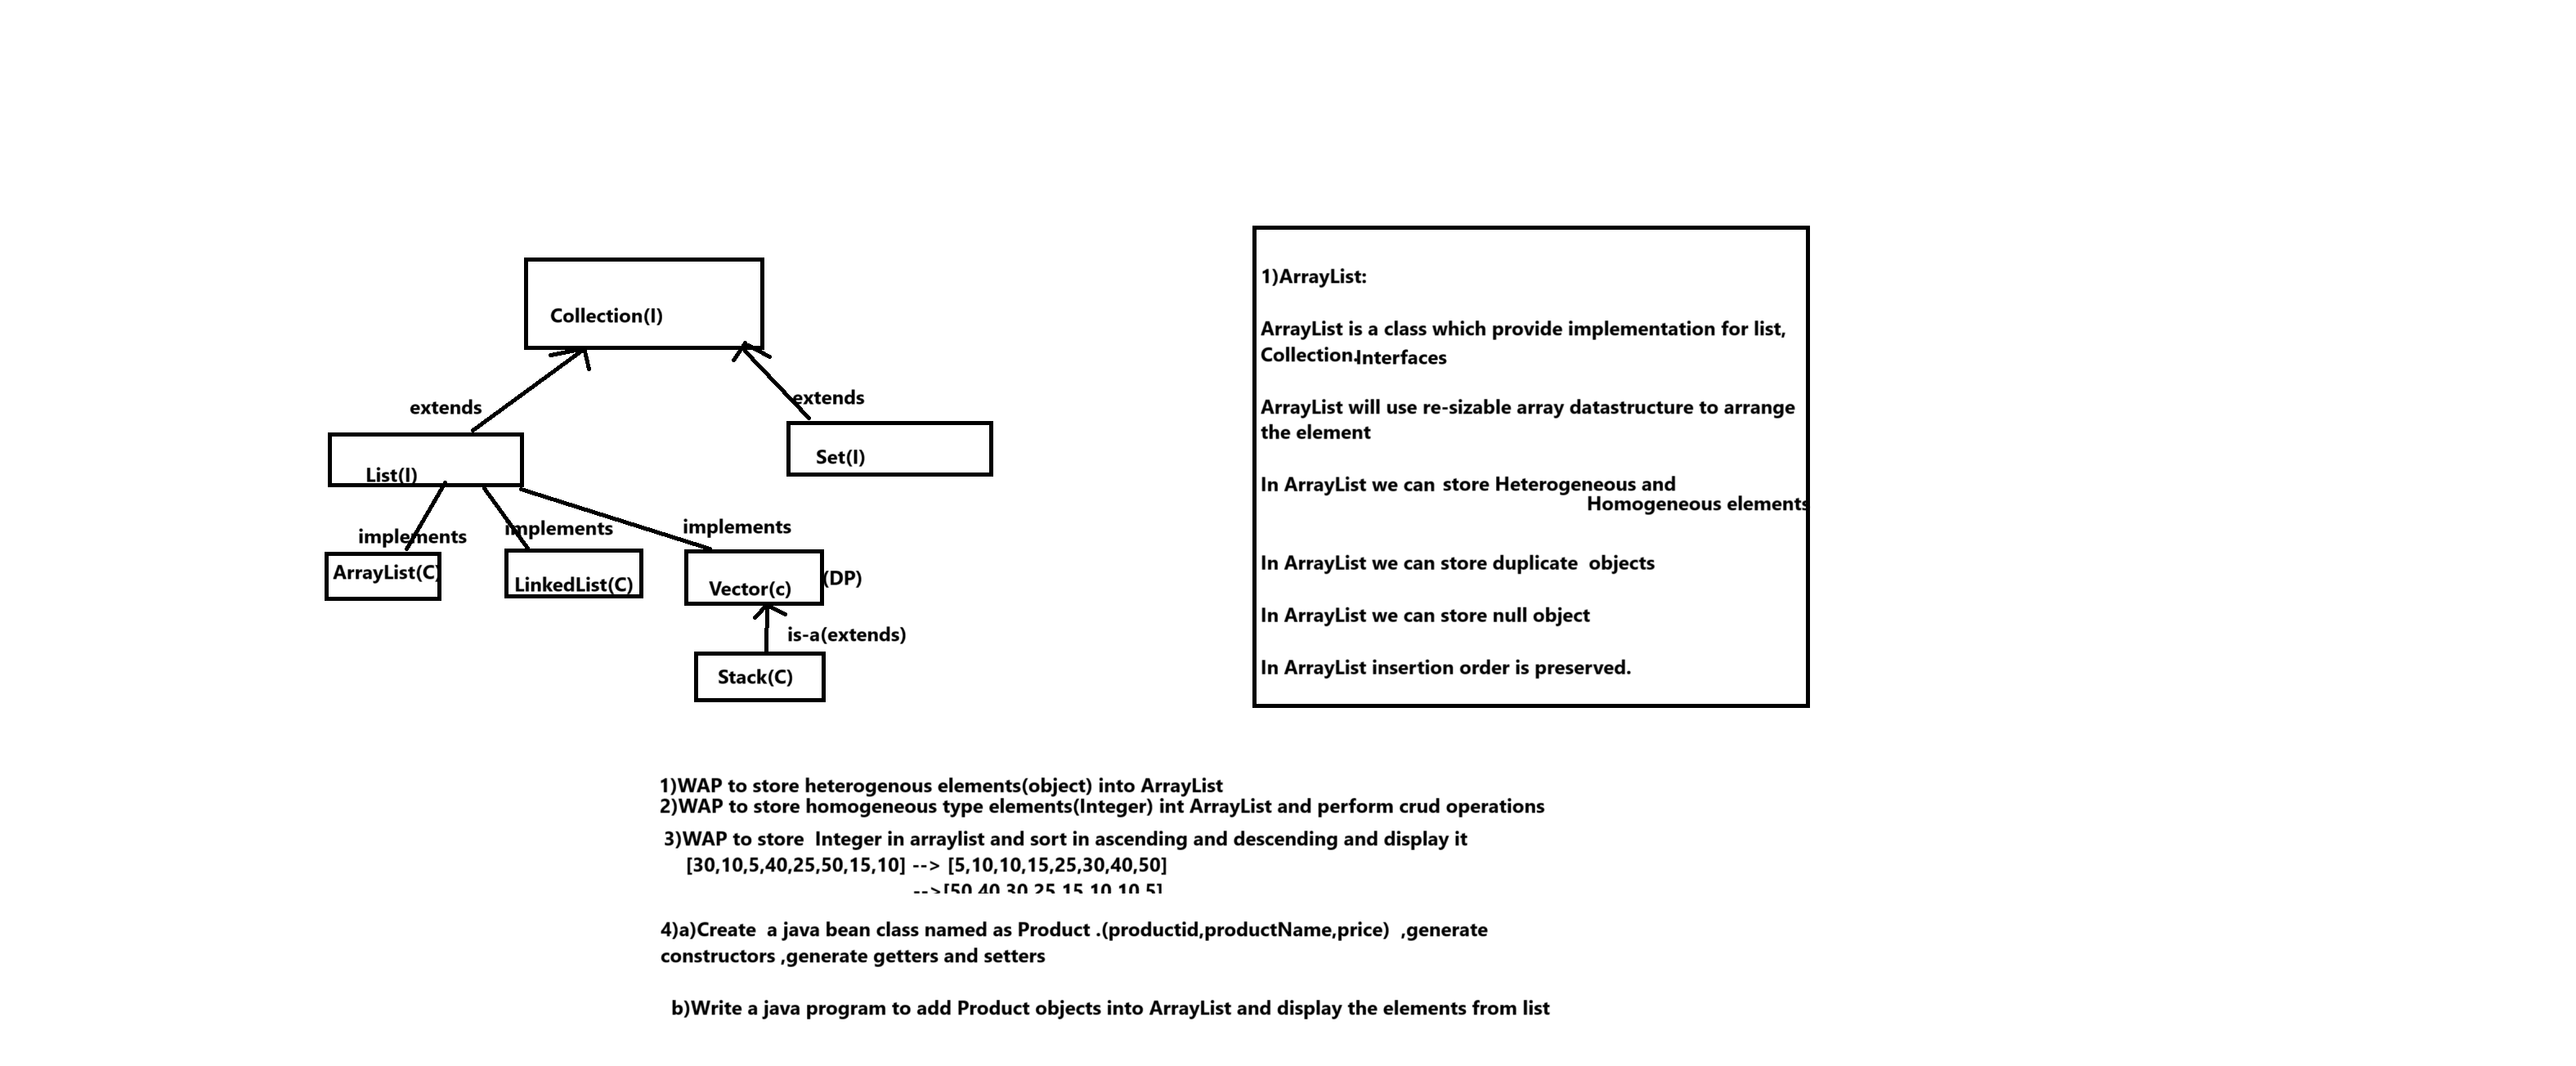 Collection(I)
extends
extends
List(I)
Set(I)
implements
implements
implements
ArrayList(C)
LinkedList(C)
Vector(c)
(DP)
is-a(extends)
Stack(C)
1)ArrayList:
ArrayList is a class which provide implementation for list,
Collection.Interfaces
ArrayList will use re-sizable array datastructure to arrange
the element
In ArrayList we can store Heterogeneous and
Homogeneous elements
In ArrayList we can store duplicate  objects
In ArrayList we can store null object
In ArrayList insertion order is preserved.
1)WAP to store heterogenous elements(object) into ArrayList
2)WAP to store homogeneous type elements(Integer) int ArrayList and perform crud operations
3)WAP to store  Integer in arraylist and sort in ascending and descending and display it
[30,10,5,40,25,50,15,10] --> [5,10,10,15,25,30,40,50]
-->[50,40,30,25,15,10,10,5]
4)a)Create  a java bean class named as Product .(productid,productName,price)  ,generate
constructors ,generate getters and setters
b)Write a java program to add Product objects into ArrayList and display the elements from list